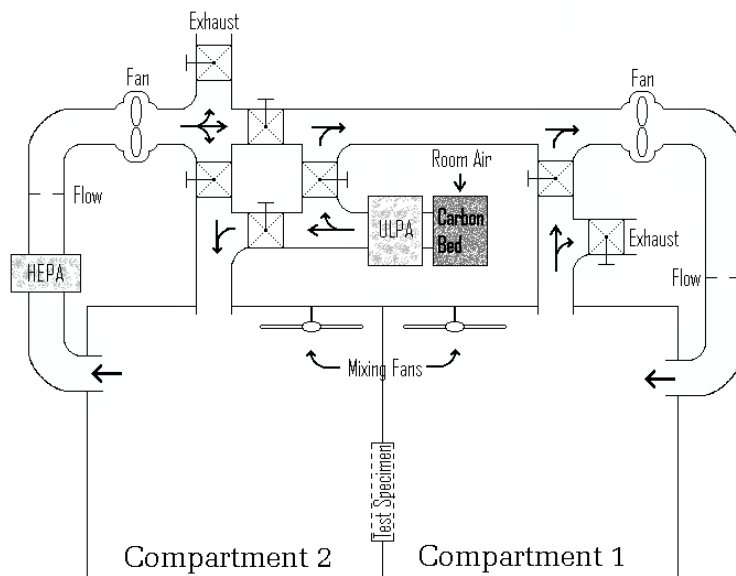 Exhaust
Fan
Fan
Room Air
Flow
ULPA
Carbon
Bed
Exhaust
HEPA
Flow
Mixing Fans
Test Specimen
Compartment 2
Compartment 1